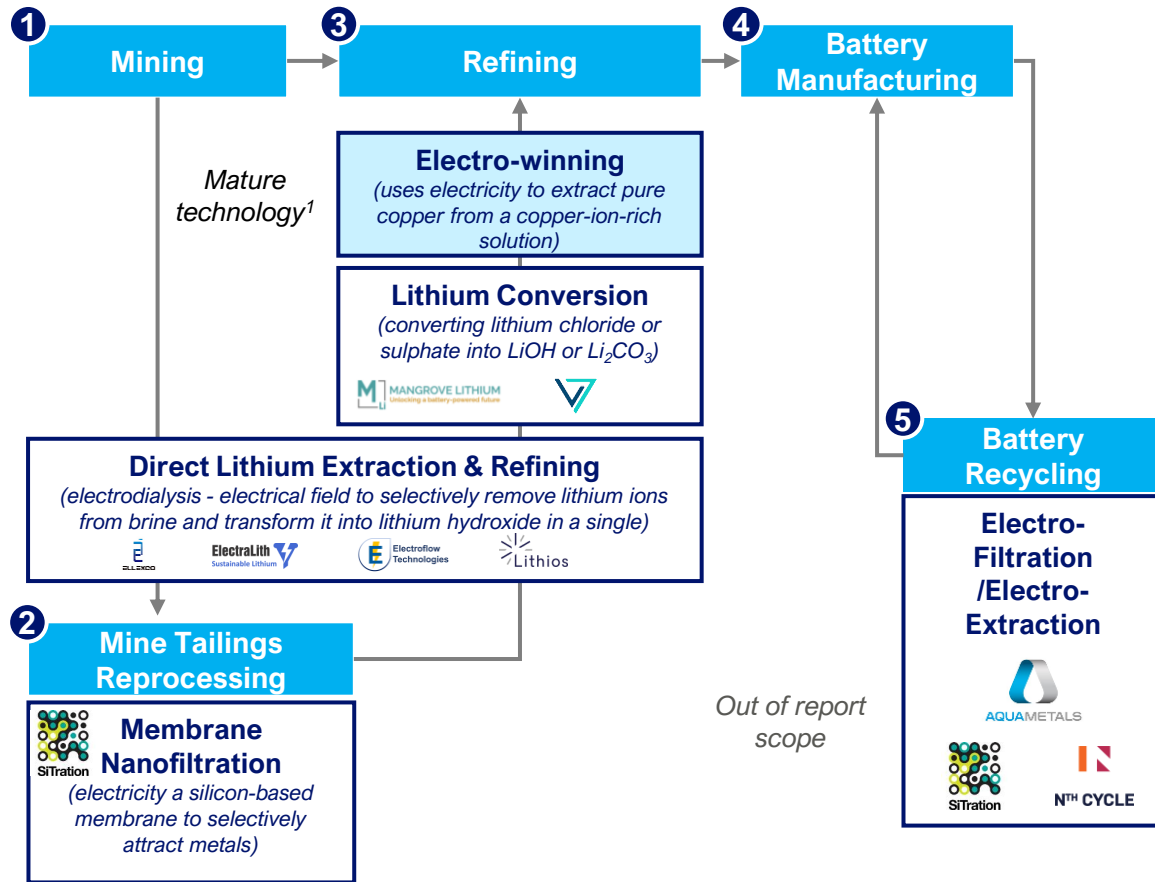 1
Mining
3
Refining
4
Battery
Manufacturing
Mature
technology¹
Electro-winning
(uses electricity to extract pure
copper from a copper-ion-rich
solution)
Lithium Conversion
(converting lithium chloride or
sulphate into LiOH or Li₂CO₃)
M Li
MANGROVE LITHIUM
Unlocking a battery-powered future
Direct Lithium Extraction & Refining
(electrodialysis - electrical field to selectively remove lithium ions
from brine and transform it into lithium hydroxide in a single)
ELLEXCO
ElectraLith
Sustainable Lithium
E
Electroflow
Technologies
Lithios
2
Mine Tailings
Reprocessing
SiTration
Membrane
Nanofiltration
(electricity a silicon-based
membrane to selectively
attract metals)
5
Battery
Recycling
Electro-
Filtration
/Electro-
Extraction
AQUAMETALS
SiTration
NTH CYCLE
Out of report
scope